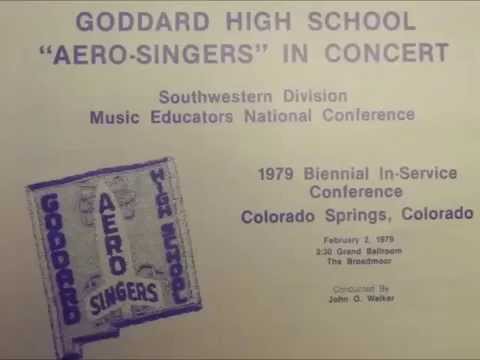 GODDARD HIGH SCHOOL
"AERO-SINGERS" IN CONCERT
Southwestern Division
Music Educators National Conference
1979 Biennial In-Service
Conference
Colorado Springs, Colorado
February 2, 1979
3:30 Grand Ballroom
The Broadmoor
Conducted By
John O. Walker
GODDARD
HIGH SCHOOL
AERO
SINGERS